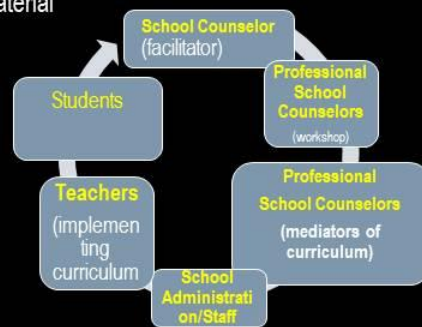 aterial
School Counselor
(facilitator)
Professional
School
Counselors
(workshop)
Professional
School Counselors
(mediators of
curriculum)
School
Administrati
on/Staff
Teachers
(implemen
ting
curriculum
Students